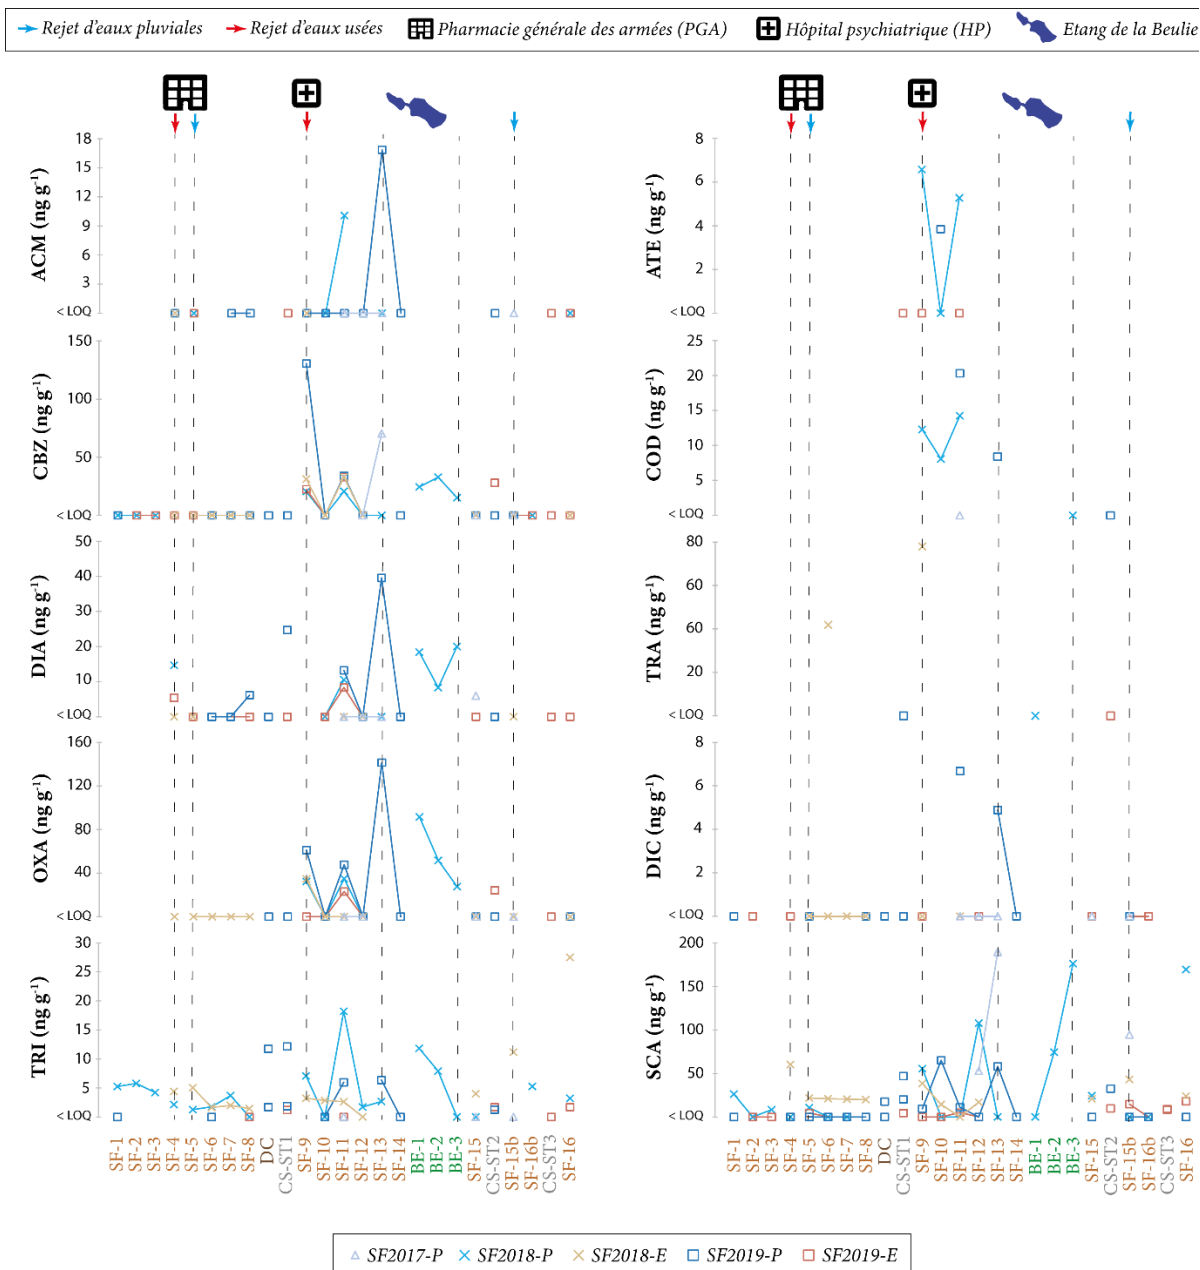 Rejet d'eaux pluviales Rejet d'eaux usées Pharmacie générale des armées (PGA) Hôpital psychiatrique (HP) Etang de la Beulie
ACM (ng g-1)
18
15
12
9
6
3
< LOQ
ATE (ng g-1)
8
6
4
2
< LOQ
CBZ (ng g-1)
150
100
50
< LOQ
COD (ng g-1)
25
20
15
10
5
< LOQ
DIA (ng g-1)
50
40
30
20
10
< LOQ
TRA (ng g-1)
80
60
60
20
< LOQ
OXA (ng g-1)
160
120
80
40
< LOQ
DIC (ng g-1)
8
6
4
2
< LOQ
TRI (ng g-1)
30
25
20
15
10
5
< LOQ
SCA (ng g-1)
200
150
100
50
< LOQ
SF-1 SF-2 SF-3 SF-4 SF-5 SF-6 SF-7 SF-8 DC CS-ST1 SF-9 SF-10 SF-11 SF-12 SF-13 SF-14 BE-1 BE-2 BE-3 SF-15 CS-ST2 SF-15b SF-16b CS-ST3 SF-16
SF-1 SF-2 SF-3 SF-4 SF-5 SF-6 SF-7 SF-8 DC CS-ST1 SF-9 SF-10 SF-11 SF-12 SF-13 SF-14 BE-1 BE-2 BE-3 SF-15 CS-ST2 SF-15b SF-16b CS-ST3 SF-16
SF2017-P SF2018-P SF2018-E SF2019-P SF2019-E